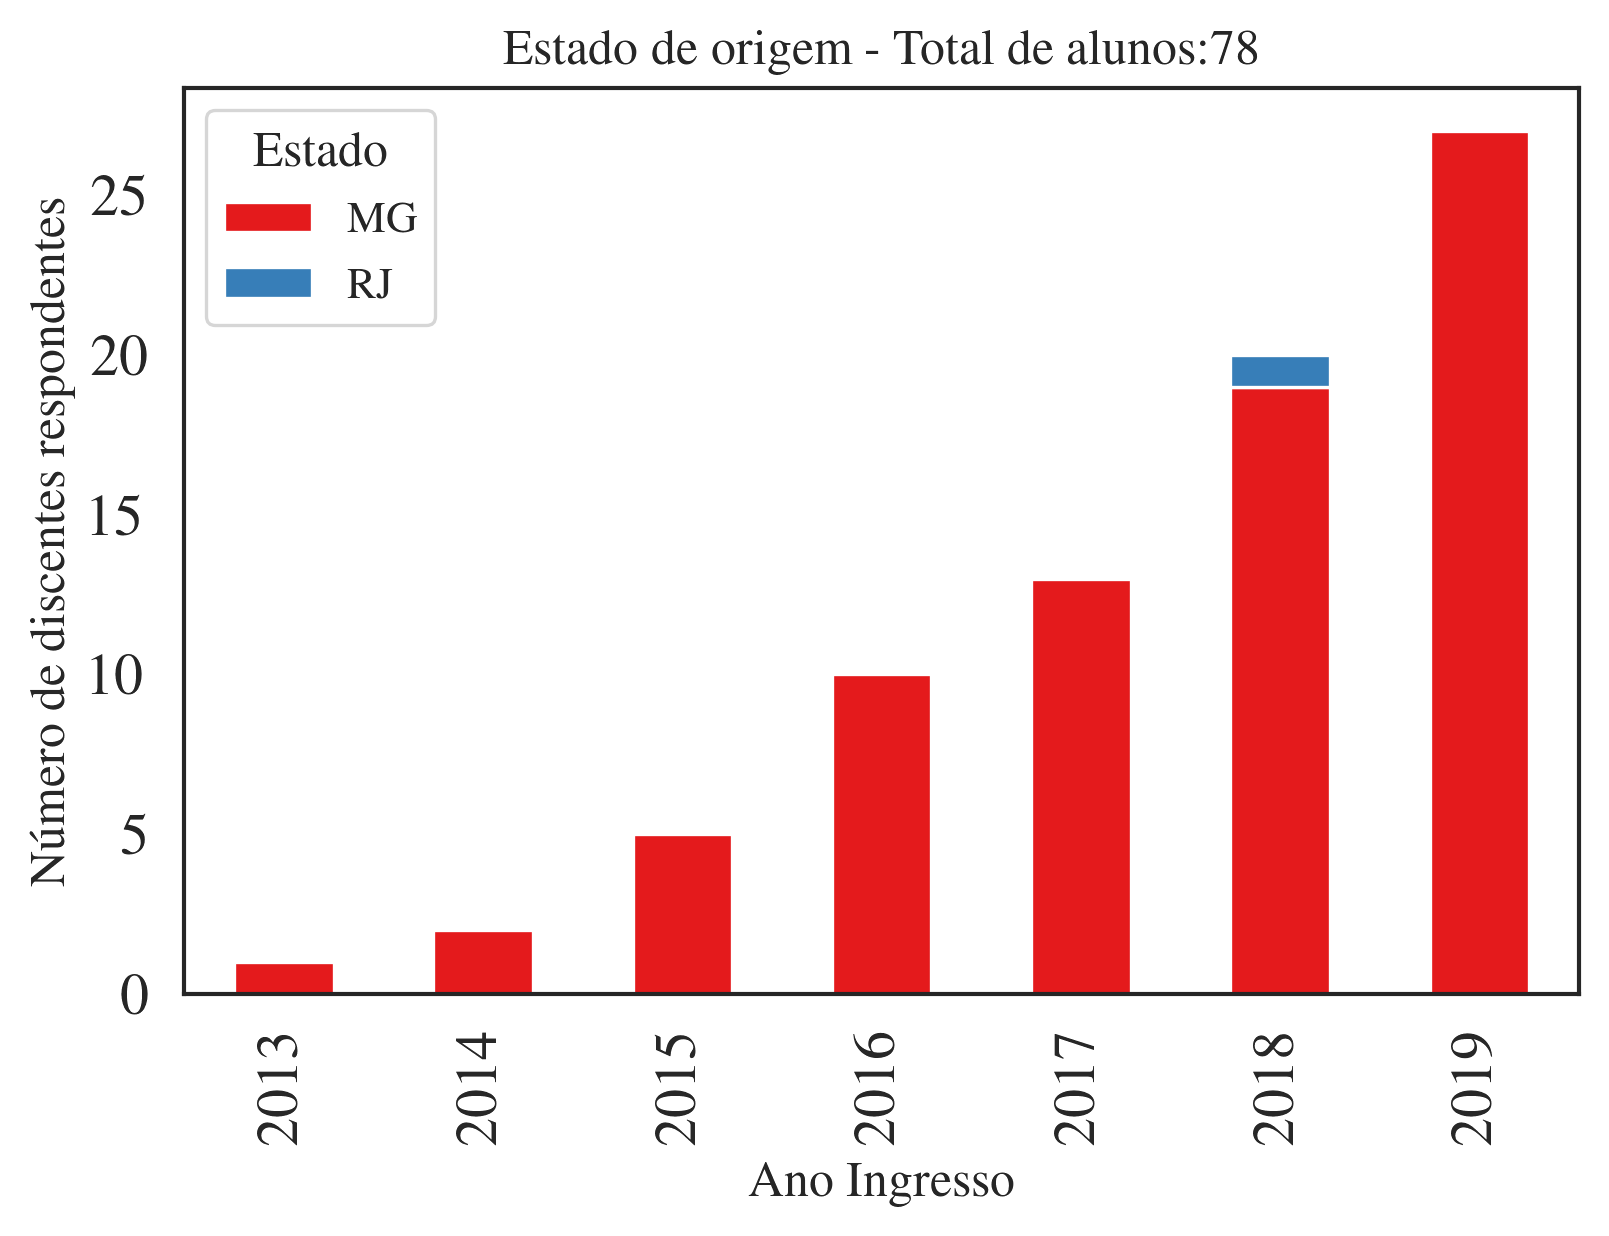 Estado de origem - Total de alunos:78
Estado
MG
RJ
Número de discentes respondentes
25
20
15
10
5
0
2013
2014
2015
2016
2017
2018
2019
Ano Ingresso